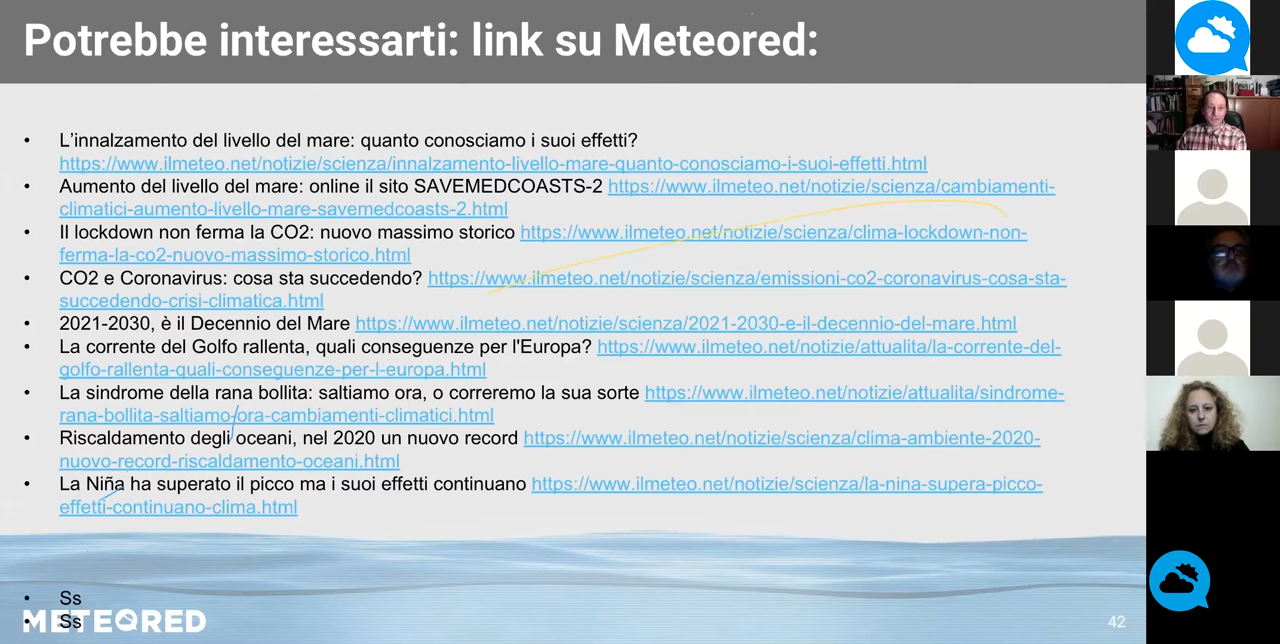 Potrebbe interessarti: link su Meteored:
• L'innalzamento del livello del mare: quanto conosciamo i suoi effetti?
https://www.ilmeteo.net/notizie/scienza/innalzamento-livello-mare-quanto-conosciamo-i-suoi-effetti.html
• Aumento del livello del mare: online il sito SAVEMEDCOASTS-2 https://www.ilmeteo.net/notizie/scienza/cambiamenti-
climatici-aumento-livello-mare-savemedcoasts-2.html
• Il lockdown non ferma la CO2: nuovo massimo storico https://www.ilmeteo.net/notizie/scienza/clima-lockdown-non-
ferma-la-co2-nuovo-massimo-storico.html
• CO2 e Coronavirus: cosa sta succedendo? https://www.ilmeteo.net/notizie/scienza/emissioni-co2-coronavirus-cosa-sta-
succedendo-crisi-climatica.html
• 2021-2030, è il Decennio del Mare https://www.ilmeteo.net/notizie/scienza/2021-2030-e-il-decennio-del-mare.html
• La corrente del Golfo rallenta, quali conseguenze per l'Europa? https://www.ilmeteo.net/notizie/attualita/la-corrente-del-
golfo-rallenta-quali-conseguenze-per-l-europa.html
• La sindrome della rana bollita: saltiamo ora, o correremo la sua sorte https://www.ilmeteo.net/notizie/attualita/sindrome-
rana-bollita-saltiamo-ora-cambiamenti-climatici.html
• Riscaldamento degli oceani, nel 2020 un nuovo record https://www.ilmeteo.net/notizie/scienza/clima-ambiente-2020-
nuovo-record-riscaldamento-oceani.html
• La Niña ha superato il picco ma i suoi effetti continuano https://www.ilmeteo.net/notizie/scienza/la-nina-supera-picco-
effetti-continuano-clima.html
• Ss
• Ss
METEORED
42